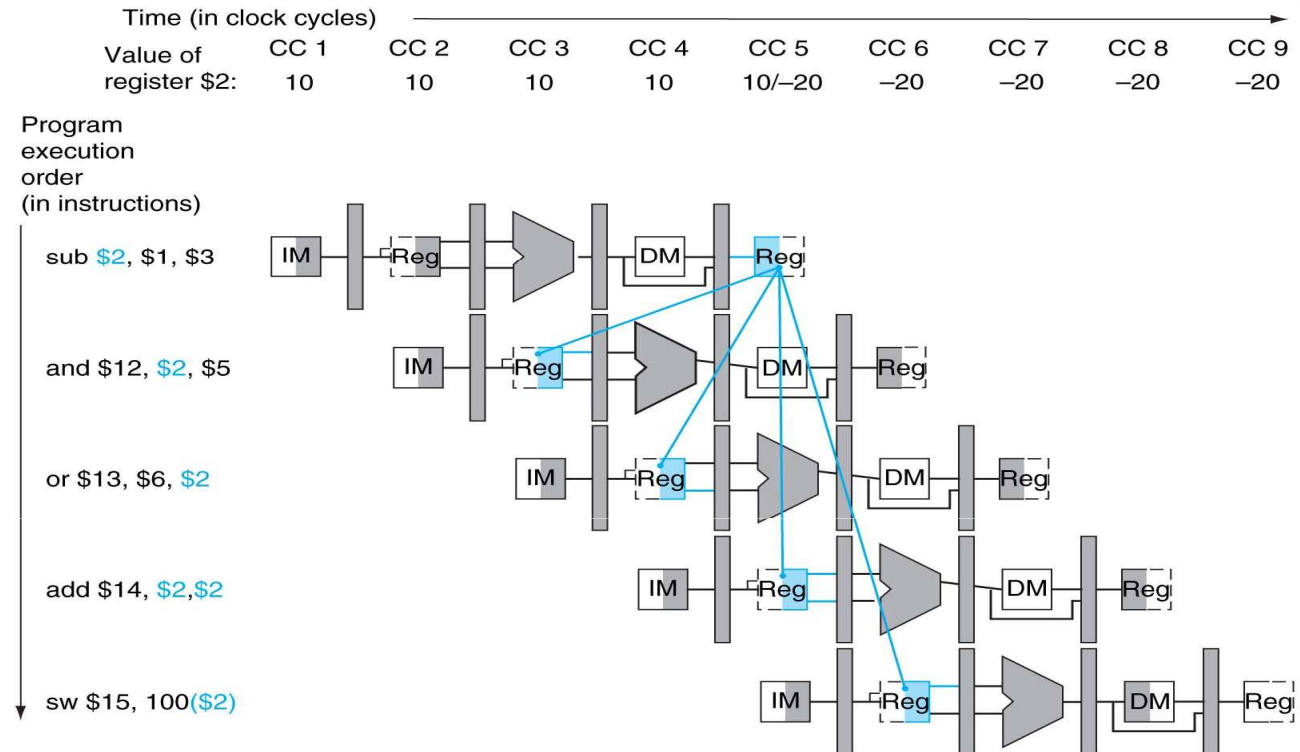 Time (in clock cycles)
Value of register $2:
CC 1 CC 2 CC 3 CC 4 CC 5 CC 6 CC 7 CC 8 CC 9
10 10 10 10 10/–20 –20 –20 –20 –20
Program
execution
order
(in instructions)
sub $2, $1, $3
IM Reg DM Reg
and $12, $2, $5
IM Reg DM Reg
or $13, $6, $2
IM Reg DM Reg
add $14, $2,$2
IM Reg DM Reg
sw $15, 100($2)
IM Reg DM Reg